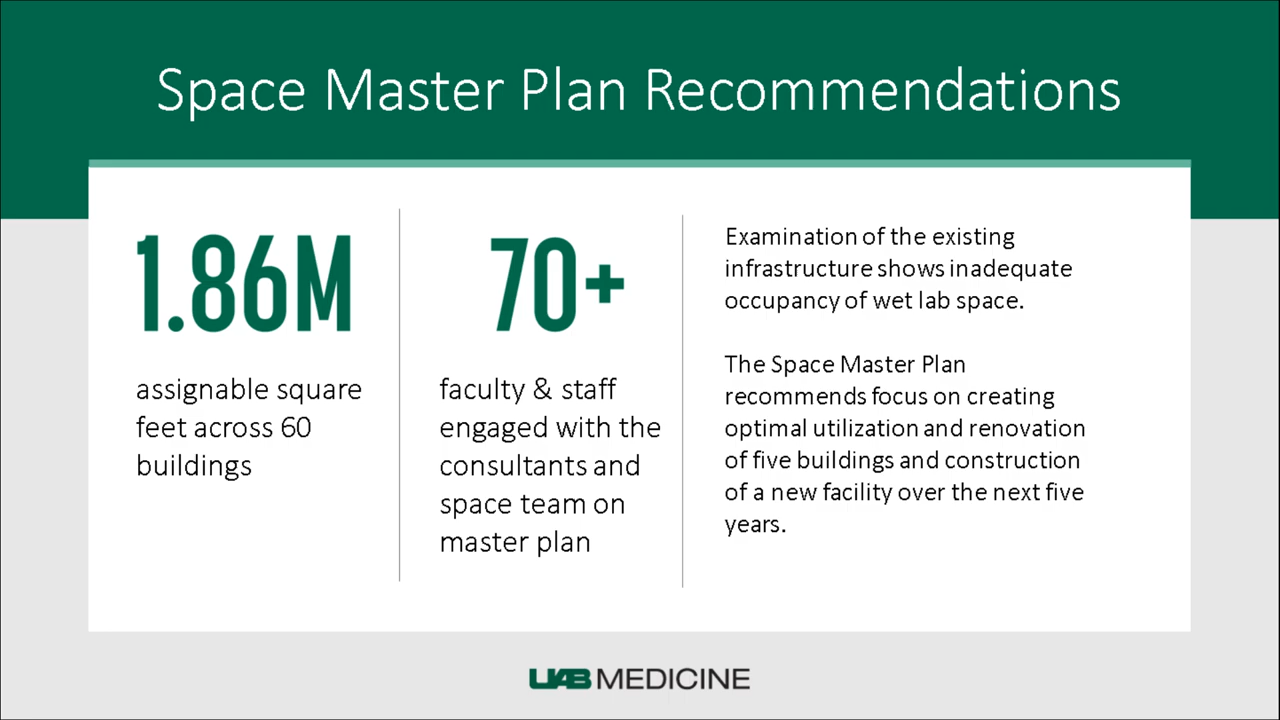 Space Master Plan Recommendations
1.86M
assignable square
feet across 60
buildings
70+
faculty & staff
engaged with the
consultants and
space team on
master plan
Examination of the existing
infrastructure shows inadequate
occupancy of wet lab space.
The Space Master Plan
recommends focus on creating
optimal utilization and renovation
of five buildings and construction
of a new facility over the next five
years.
UAB MEDICINE